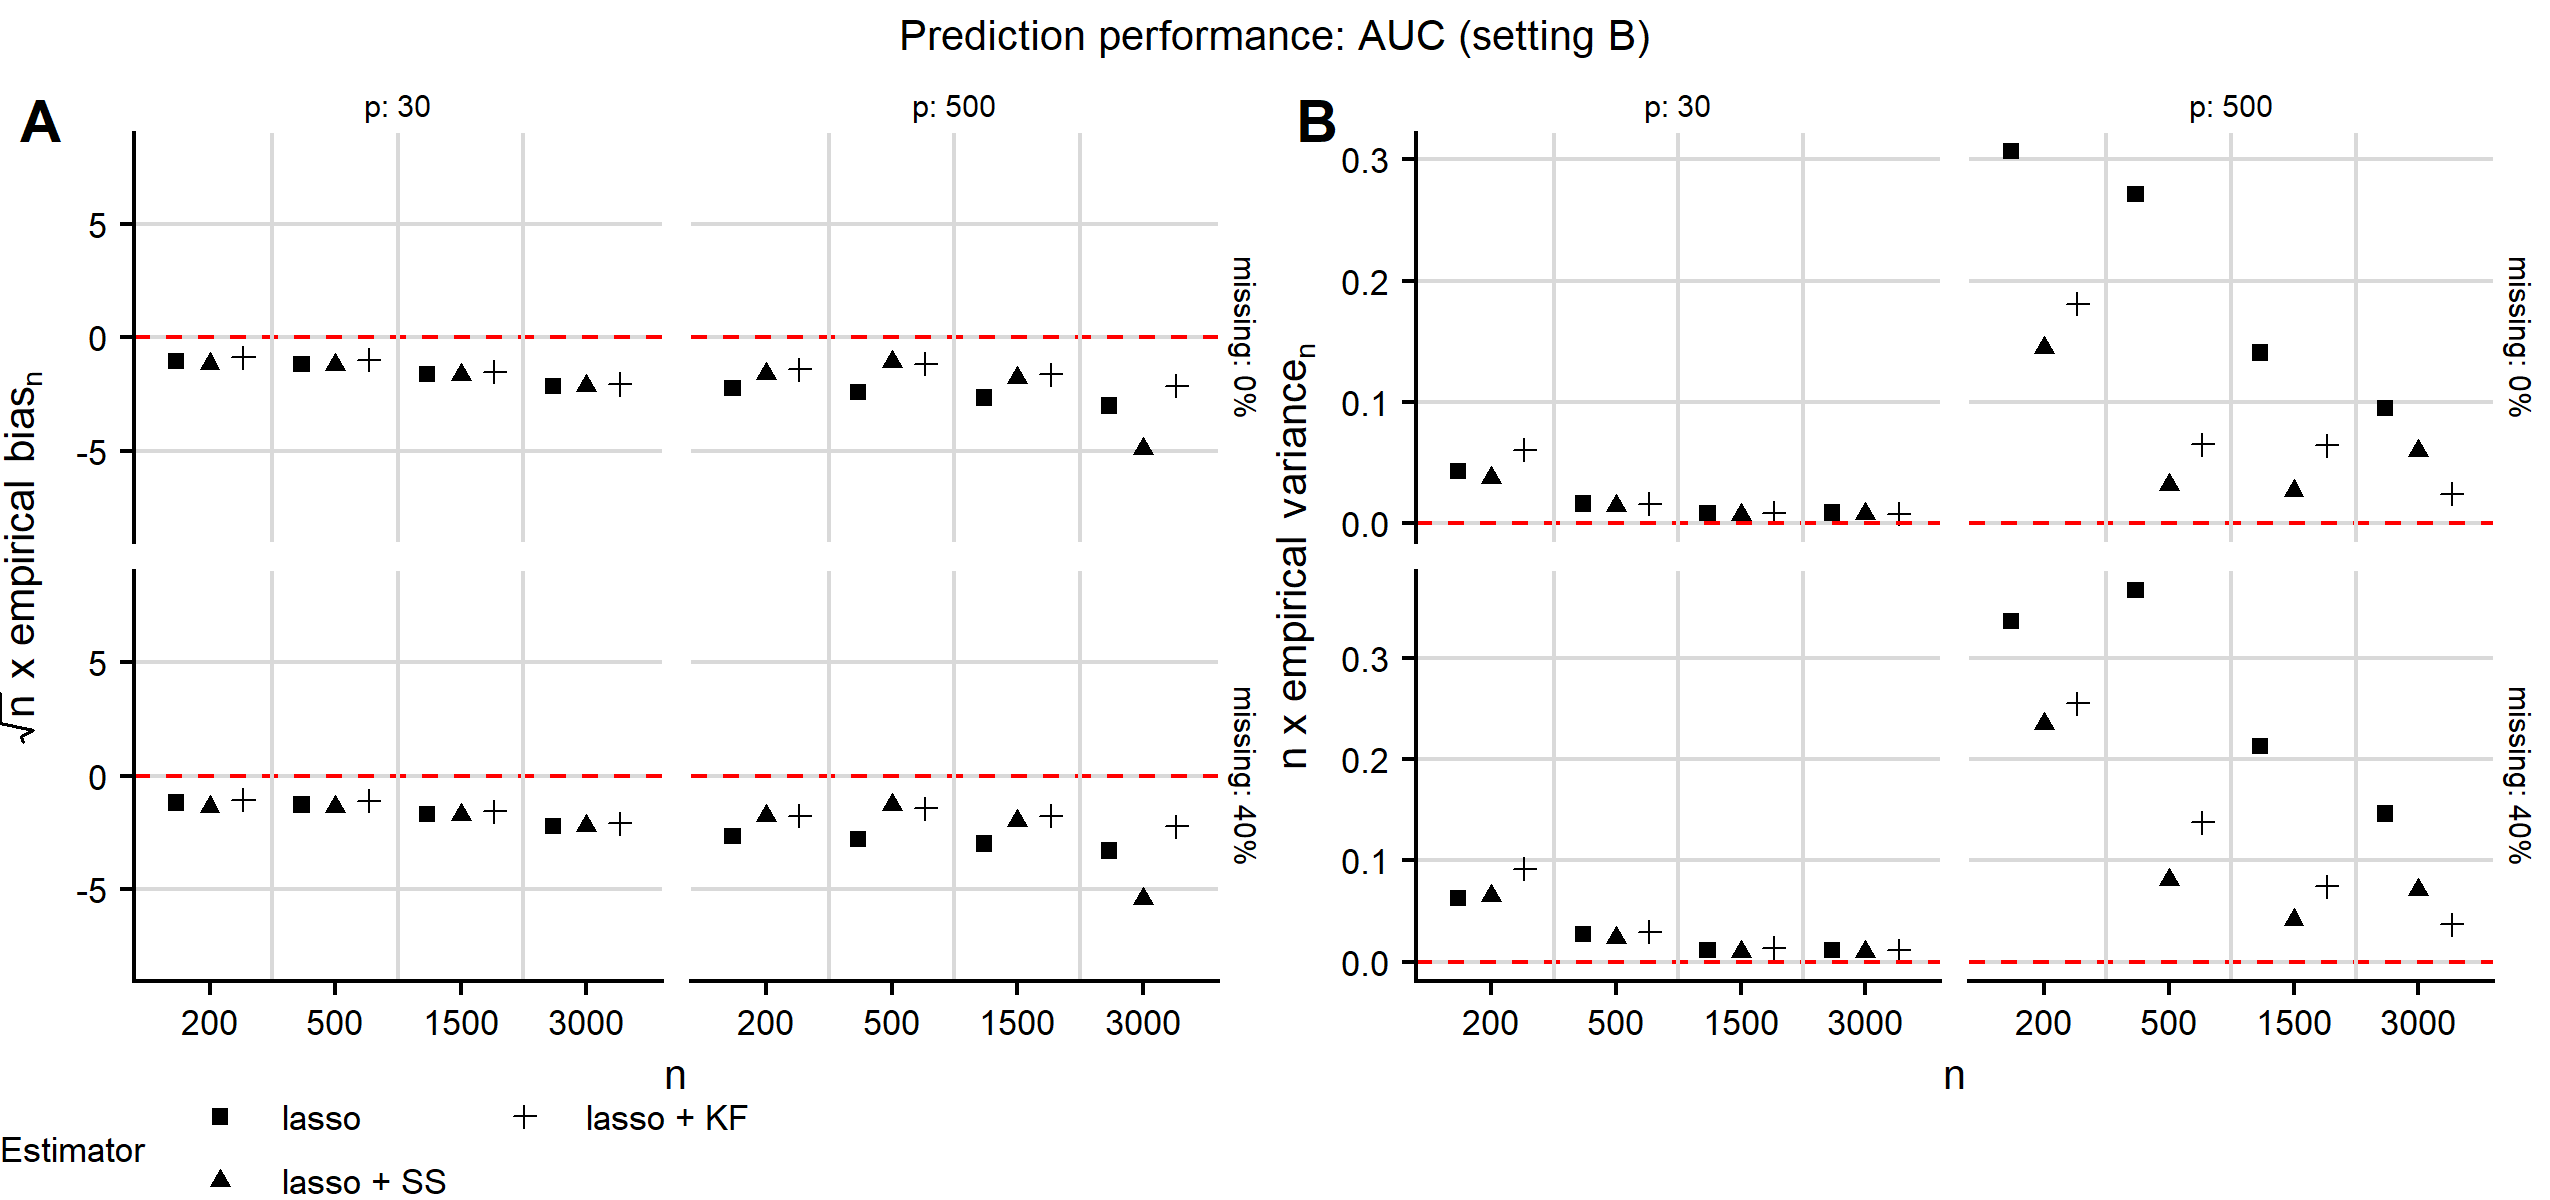 Prediction performance: AUC (setting B)
A
p: 30
p: 500
5
0
-5
missing: 0%
5
0
-5
missing: 40%
√n x empirical biasn
200
500
1500
3000
200
500
1500
3000
n
B
p: 30
p: 500
0.3
0.2
0.1
0.0
missing: 0%
0.3
0.2
0.1
0.0
missing: 40%
n x empirical variancen
200
500
1500
3000
200
500
1500
3000
n
Estimator
lasso
lasso + SS
lasso + KF